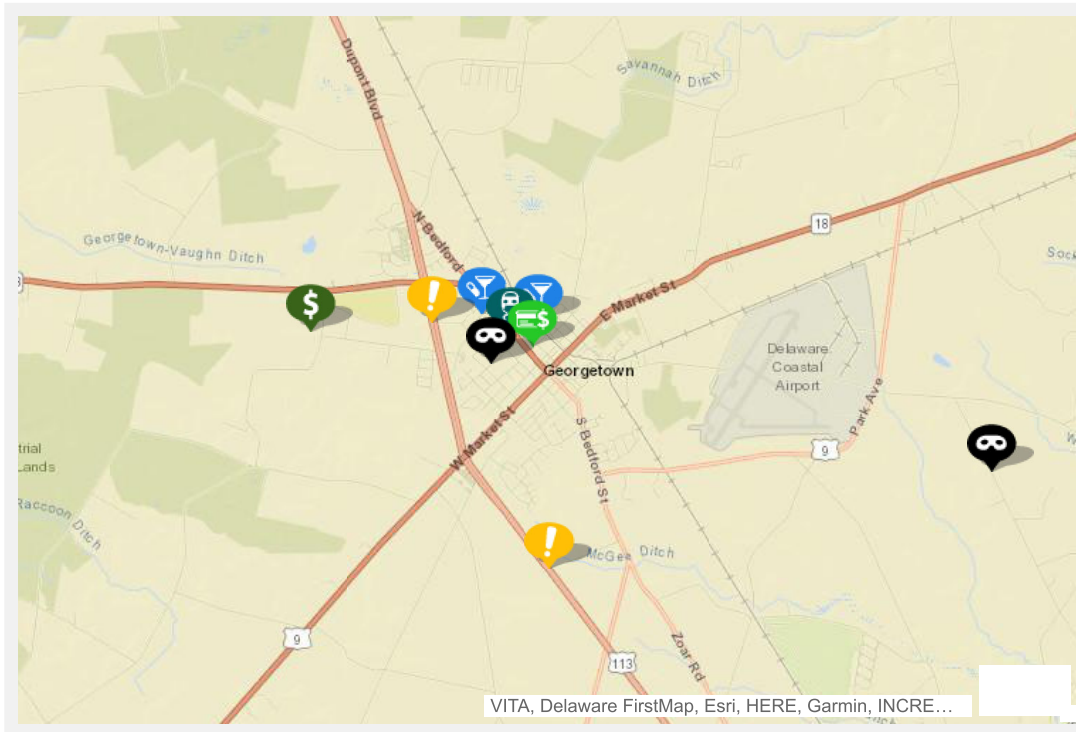 Dupont Blvd
Savannah Ditch
N Bedford
18
Georgetown-Vaughn Ditch
$
!
$
E Market St
Georgetown
Delaware
Coastal
Airport
Park Ave
9
W Market St
S Bedford St
trial
Lands
Raccoon Ditch
!
McGee Ditch
9
113
Zoar Rd
VITA, Delaware FirstMap, Esri, HERE, Garmin, INCRE…